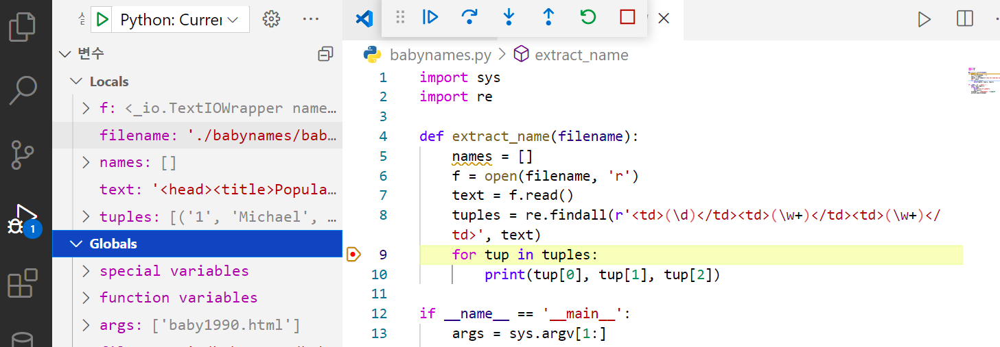 Python: Currer
변수
Locals
f: <_io.TextIOWrapper name…
filename: './babynames/bab…
names: []
text: '<head><title>Popula…
tuples: [('1', 'Michael', …
1
Globals
special variables
function variables
args: ['baby1990.html']
babynames.py > extract_name
1 import sys
2 import re
3
4 def extract_name(filename):
5 names = []
6 f = open(filename, 'r')
7 text = f.read()
8 tuples = re.findall(r'<td>(\d)</td><td>(\w+)</td><td>(\w+)</
td>', text)
9 for tup in tuples:
10 print(tup[0], tup[1], tup[2])
11
12 if __name__ == '__main__':
13 args = sys.argv[1:]